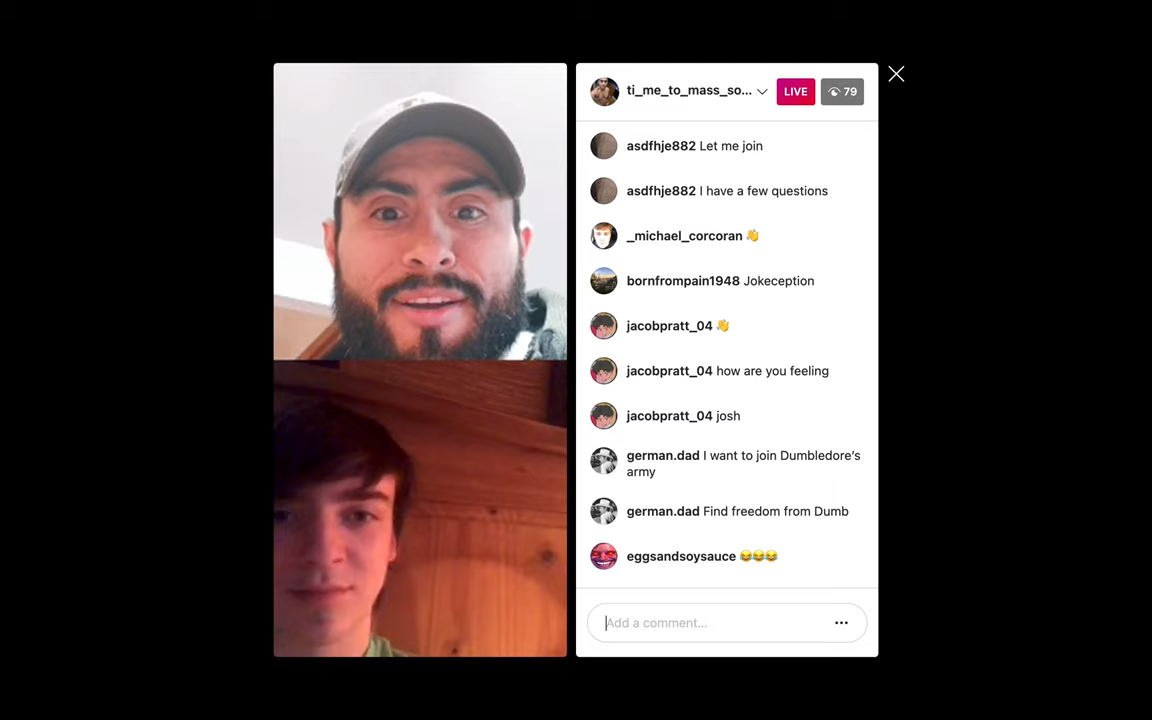 ti_me_to_mass_so...
LIVE
79
asdfhje882 Let me join
asdfhje882 I have a few questions
_michael_corcoran 👋
bornfrompain1948 Jokeception
jacobpratt_04 👋
jacobpratt_04 how are you feeling
jacobpratt_04 josh
german.dad I want to join Dumbledore’s
army
german.dad Find freedom from Dumb
eggsandsoysauce 😂😂😂
Add a comment...